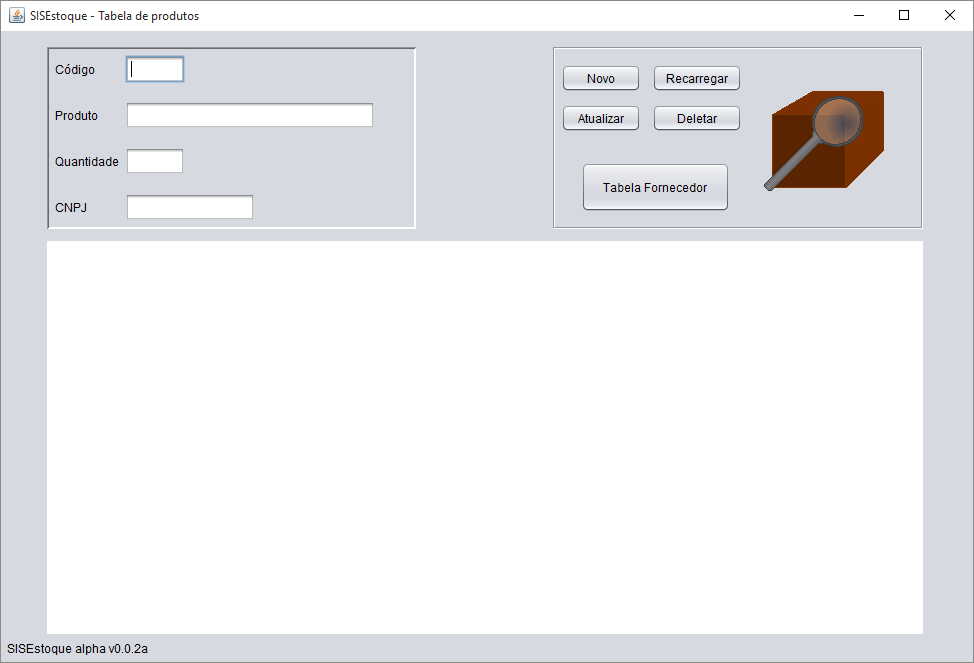 SISEstoque - Tabela de produtos
Código
Produto
Quantidade
CNPJ
Novo
Recarregar
Atualizar
Deletar
Tabela Fornecedor
SISEstoque alpha v0.0.2a